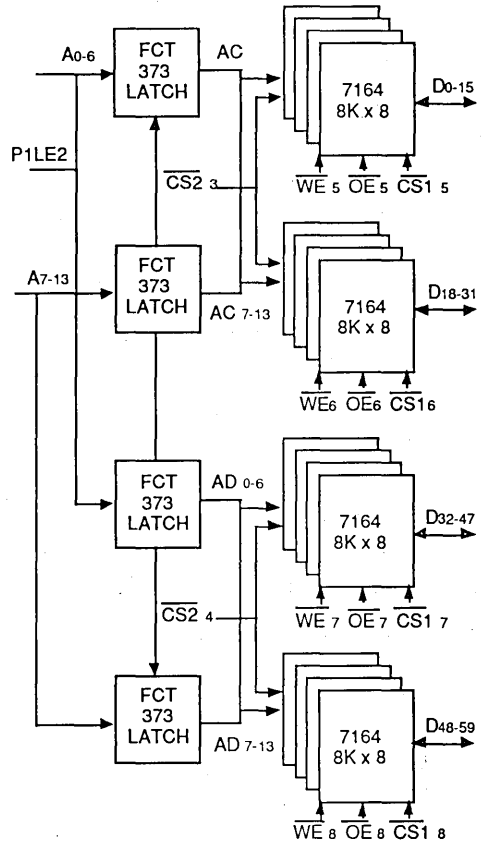 A0-6
FCT
373
LATCH
AC
7164
8K x 8
D0-15
P1LE2
CS2 3
WE 5 OE 5 CS1 5
A7-13
FCT
373
LATCH
AC 7-13
7164
8K x 8
D18-31
WE6 OE6 CS16
FCT
373
LATCH
AD 0-6
7164
8K x 8
D32-47
CS2 4
WE 7 OE 7 CS1 7
FCT
373
LATCH
AD 7-13
7164
8K x 8
D48-59
WE 8 OE 8 CS1 8